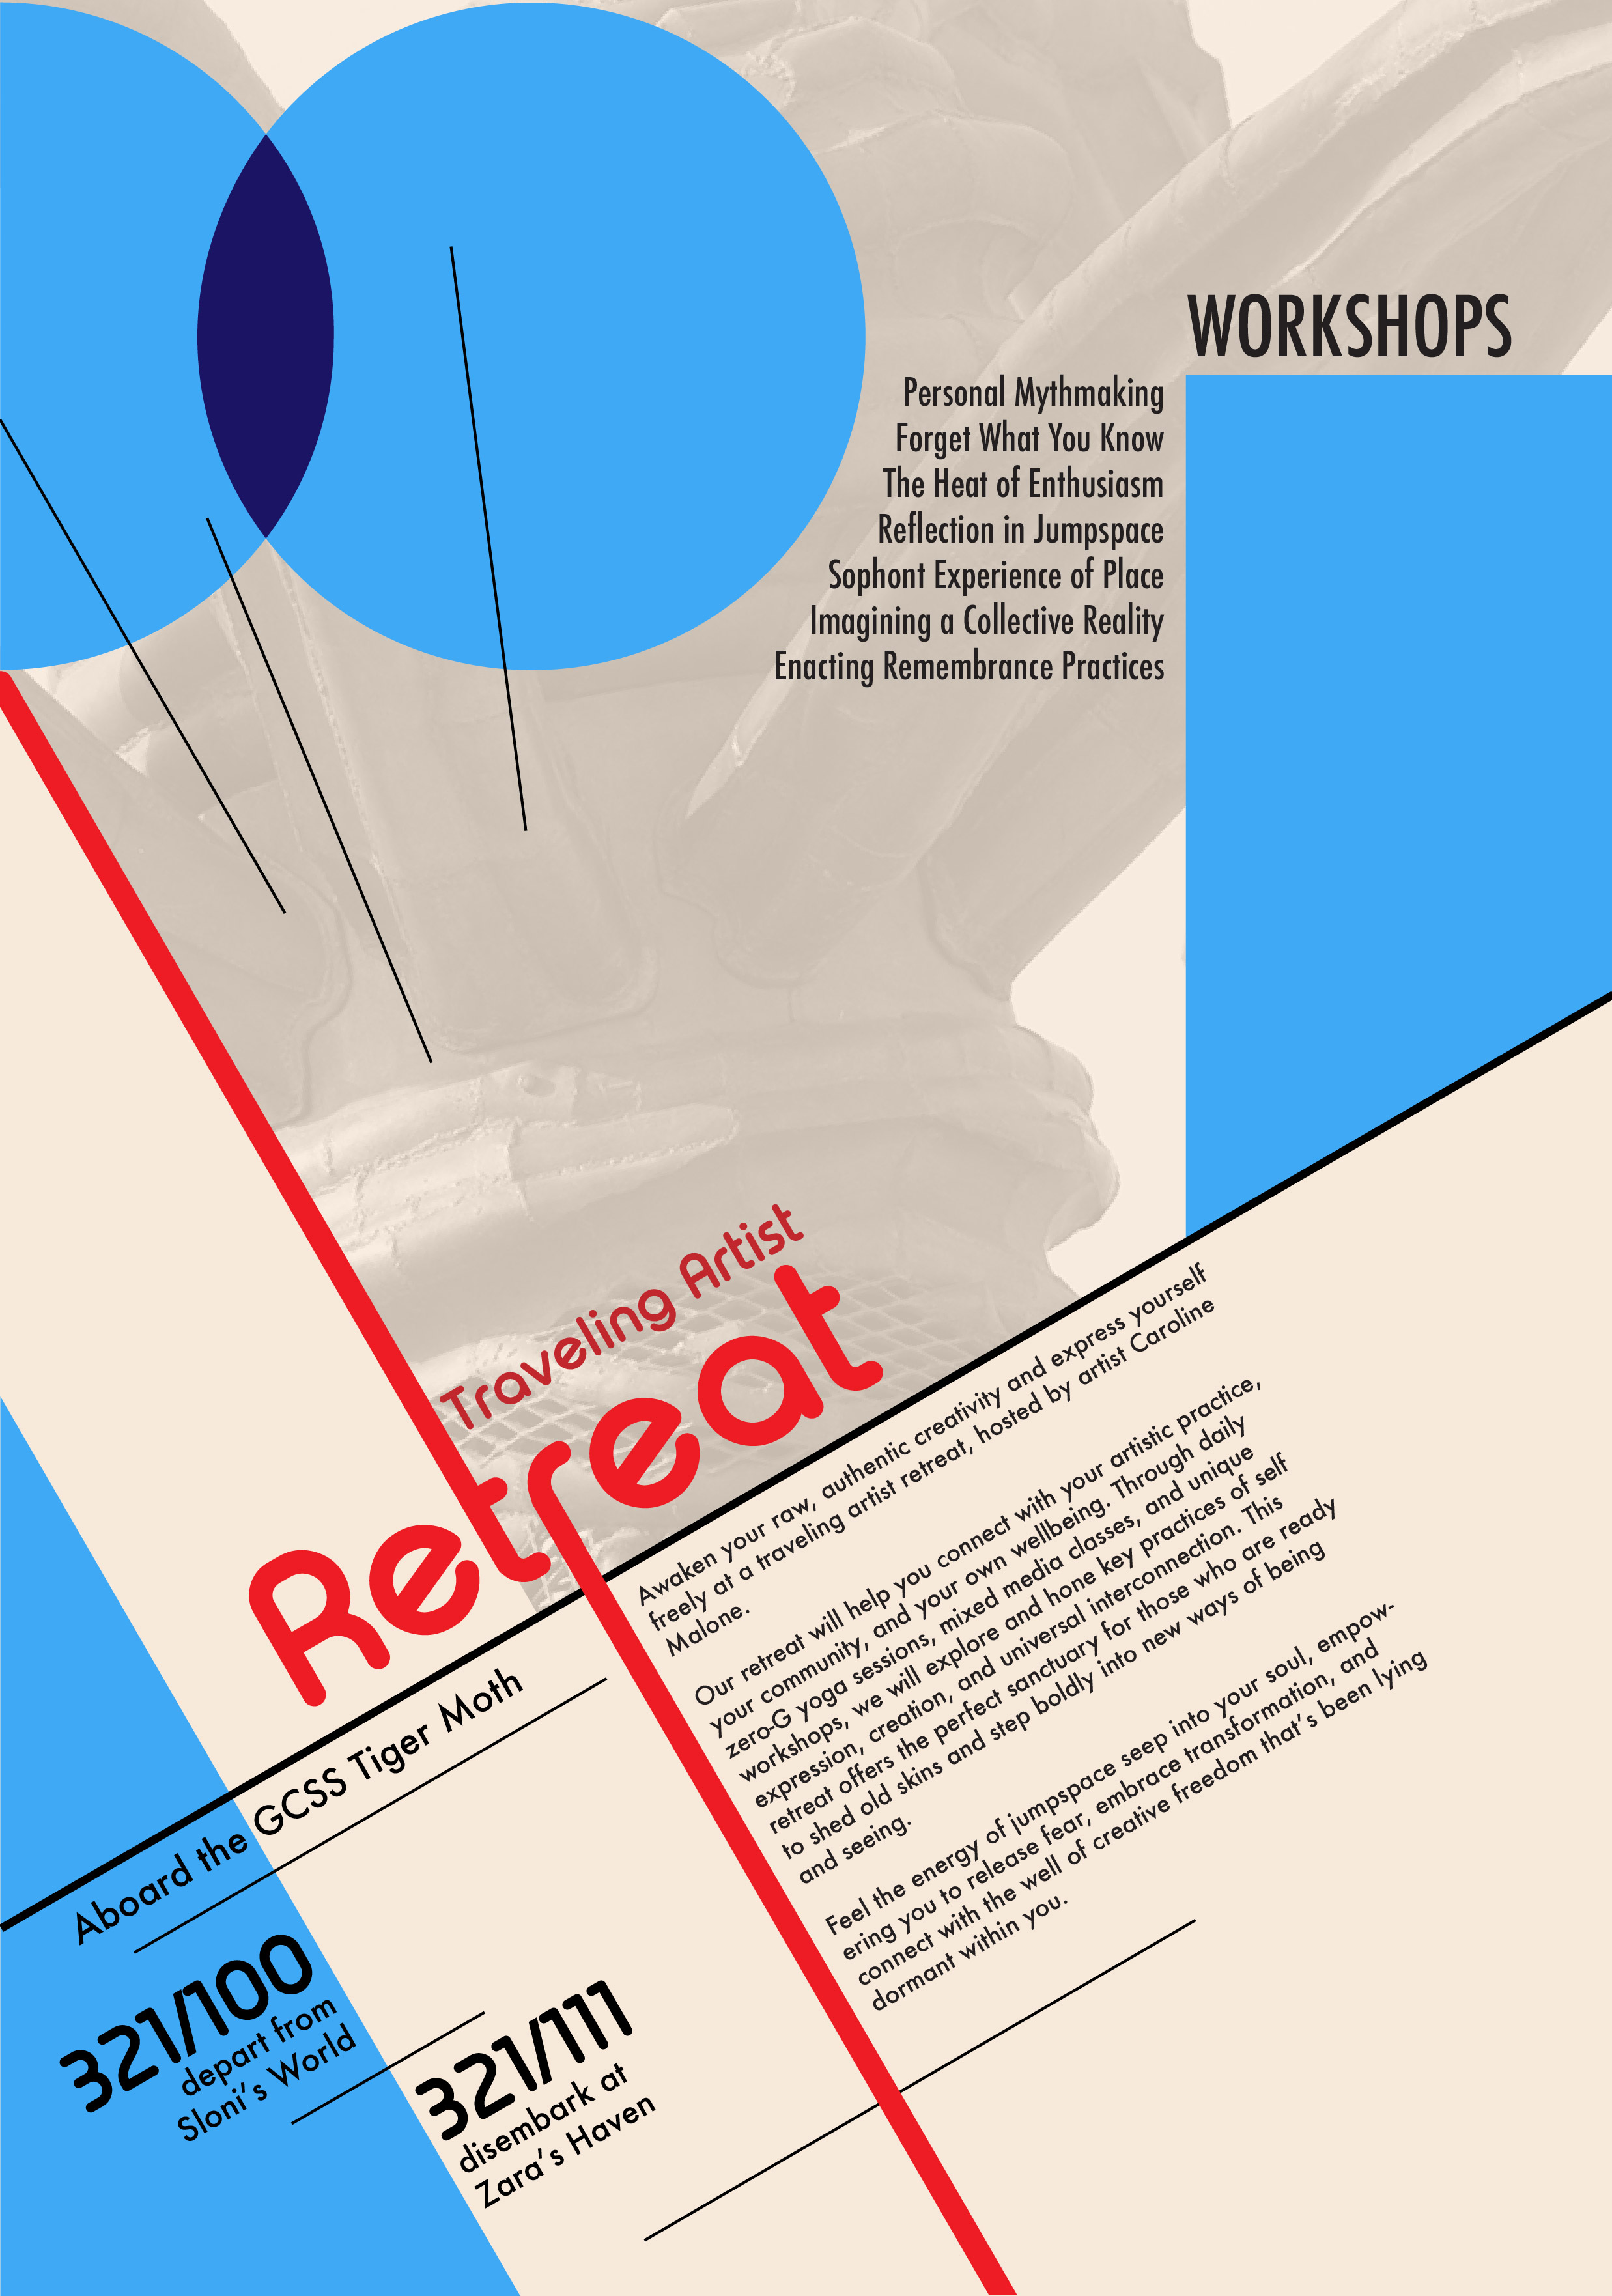 WORKSHOPS
Personal Mythmaking
Forget What You Know
The Heat of Enthusiasm
Reflection in Jumpspace
Sophont Experience of Place
Imagining a Collective Reality
Enacting Remembrance Practices
Traveling Artist
Retreat
Awaken your raw, authentic creativity and express yourself
freely at a traveling artist retreat, hosted by artist Caroline
Malone.
Our retreat will help you connect with your artistic practice,
your community, and your own wellbeing. Through daily
zero-G yoga sessions, mixed media classes, and unique
workshops, we will explore and hone key practices of self
expression, creation, and universal interconnection. This
retreat offers the perfect sanctuary for those who are ready
to shed old skins and step boldly into new ways of being
and seeing.
Feel the energy of jumpspace seep into your soul, empow-
ering you to release fear, embrace transformation, and
connect with the well of creative freedom that's been lying
dormant within you.
Aboard the GCSS Tiger Moth
321/100
depart from
Sloni's World
321/111
disembark at
Zara's Haven